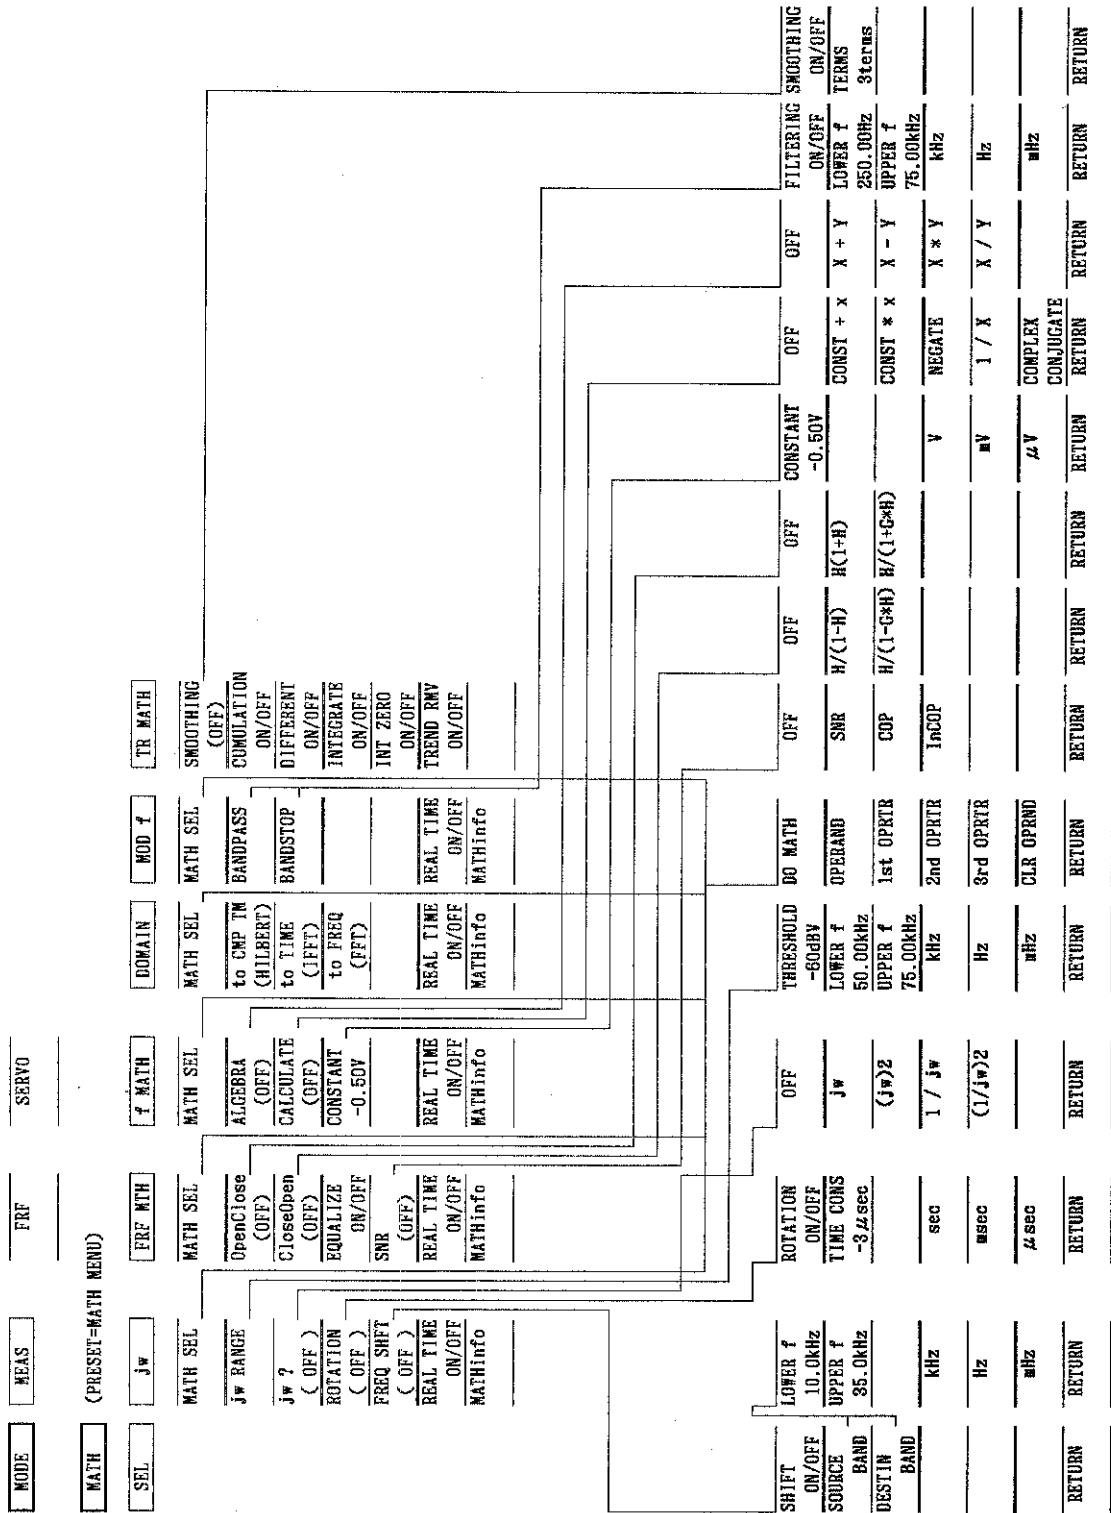 MODE
MEAS
FRF
SERVO
MATH
(PRESET=MATH MENU)
SEL
jw
FRF MTH
f MATH
DOMAIN
MOD f
TR MATH
MATH SEL
jw RANGE
jw ?
( OFF )
ROTATION
( OFF )
FREQ SHFT
( OFF )
REAL TIME
ON/OFF
MATHinfo
MATH SEL
OpenClose
(OFF)
CloseOpen
(OFF)
EQUALIZE
ON/OFF
SNR
(OFF)
REAL TIME
ON/OFF
MATHinfo
MATH SEL
ALGEBRA
(OFF)
CALCULATE
(OFF)
CONSTANT
-0.50V
REAL TIME
ON/OFF
MATHinfo
MATH SEL
to CMP TM
(HILBERT)
to TIME
(IFFT)
to FREQ
(FFT)
REAL TIME
ON/OFF
MATHinfo
MATH SEL
BANDPASS
BANDSTOP
REAL TIME
ON/OFF
MATHinfo
SMOOTHING
(OFF)
CUMULATION
ON/OFF
DIFFERENT
ON/OFF
INTEGRATE
ON/OFF
INT ZERO
ON/OFF
TREND RMV
ON/OFF
SHIFT
ON/OFF
SOURCE
BAND
DESTIN
BAND
RETURN
LOWER f
10.0kHz
UPPER f
35.0kHz
kHz
Hz
mHz
RETURN
ROTATION
ON/OFF
TIME CONS
-3μsec
sec
msec
μsec
RETURN
OFF
jw
(jw)2
1 / jw
(1/jw)2
RETURN
THRESHOLD
-60dBV
LOWER f
50.00kHz
UPPER f
75.00kHz
kHz
Hz
mHz
RETURN
DO MATH
OPERAND
1st OPRTR
2nd OPRTR
3rd OPRTR
CLR OPRND
RETURN
OFF
SNR
COP
InCOP
RETURN
OFF
H/(1-H)
H/(1-G*H)
RETURN
OFF
H(1+H)
H/(1+G*H)
RETURN
CONSTANT
-0.50V
V
mV
μV
RETURN
OFF
CONST + x
CONST * x
NEGATE
1 / X
COMPLEX
CONJUGATE
RETURN
OFF
X + Y
X - Y
X * Y
X / Y
RETURN
FILTERING
ON/OFF
LOWER f
250.00Hz
UPPER f
75.00kHz
kHz
Hz
mHz
RETURN
SMOOTHING
ON/OFF
TERMS
3terms
RETURN